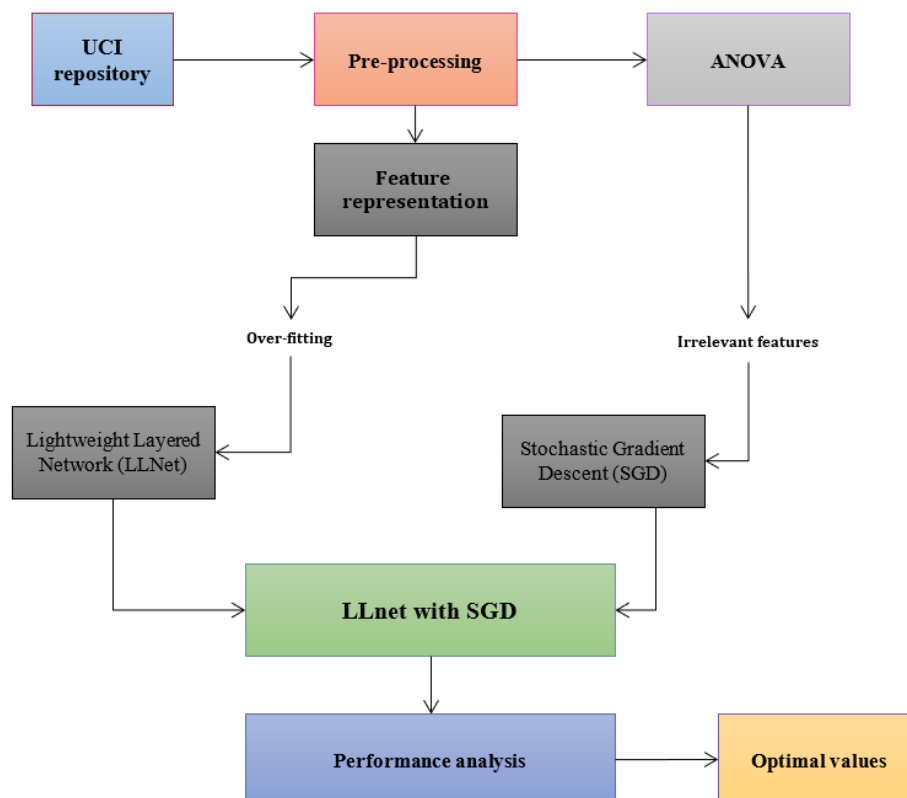 UCI
repository
Pre-processing
ANOVA
Feature
representation
Over-fitting
Irrelevant features
Lightweight Layered
Network (LLNet)
Stochastic Gradient
Descent (SGD)
LLnet with SGD
Performance analysis
Optimal values